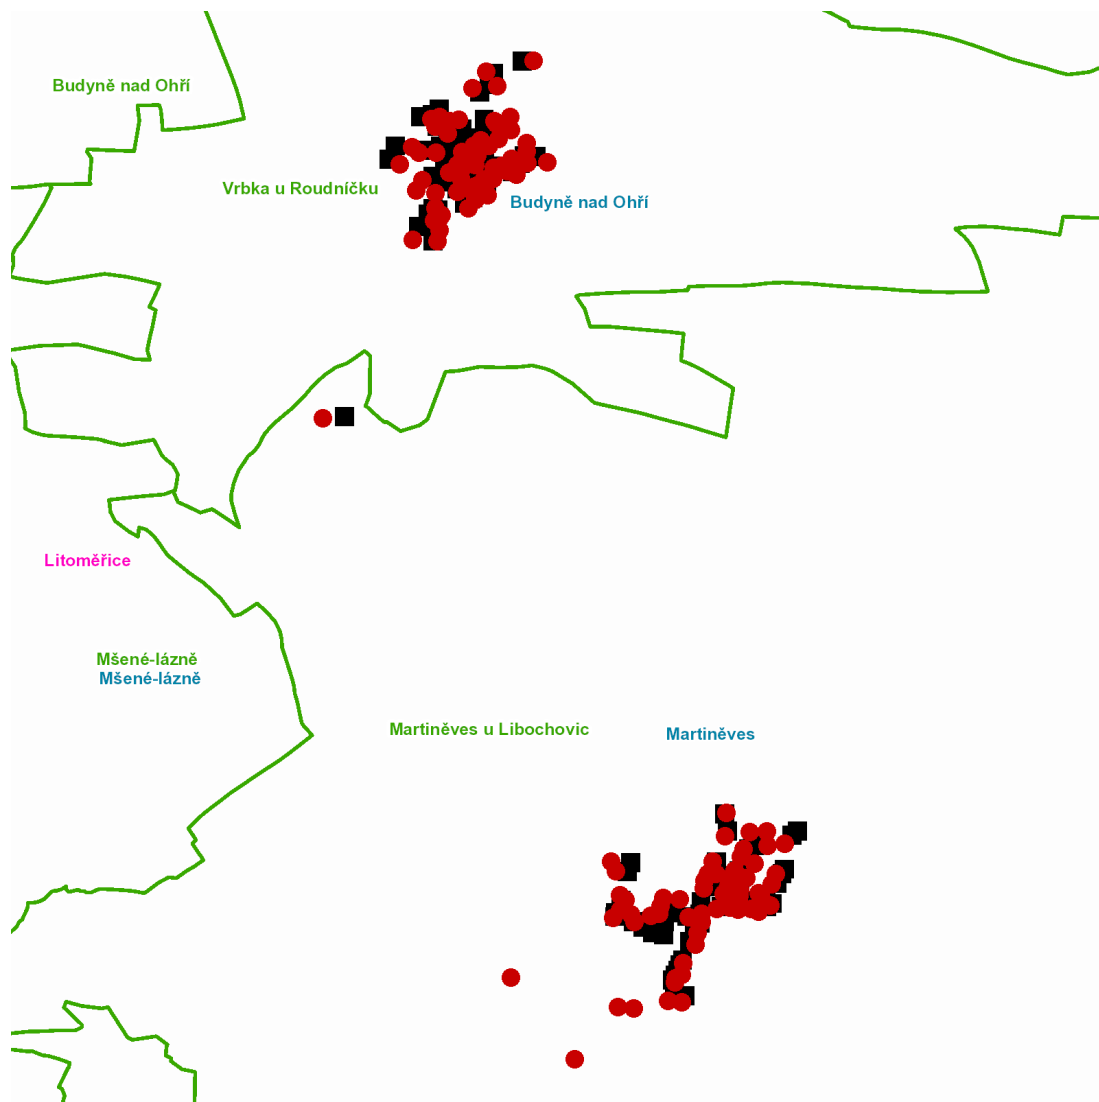 Budyně nad Ohří
Vrbka u Roudníčku
Budyně nad Ohří
Litoměřice
Mšené-lázně
Mšené-lázně
Martiněves u Libochovic
Martiněves